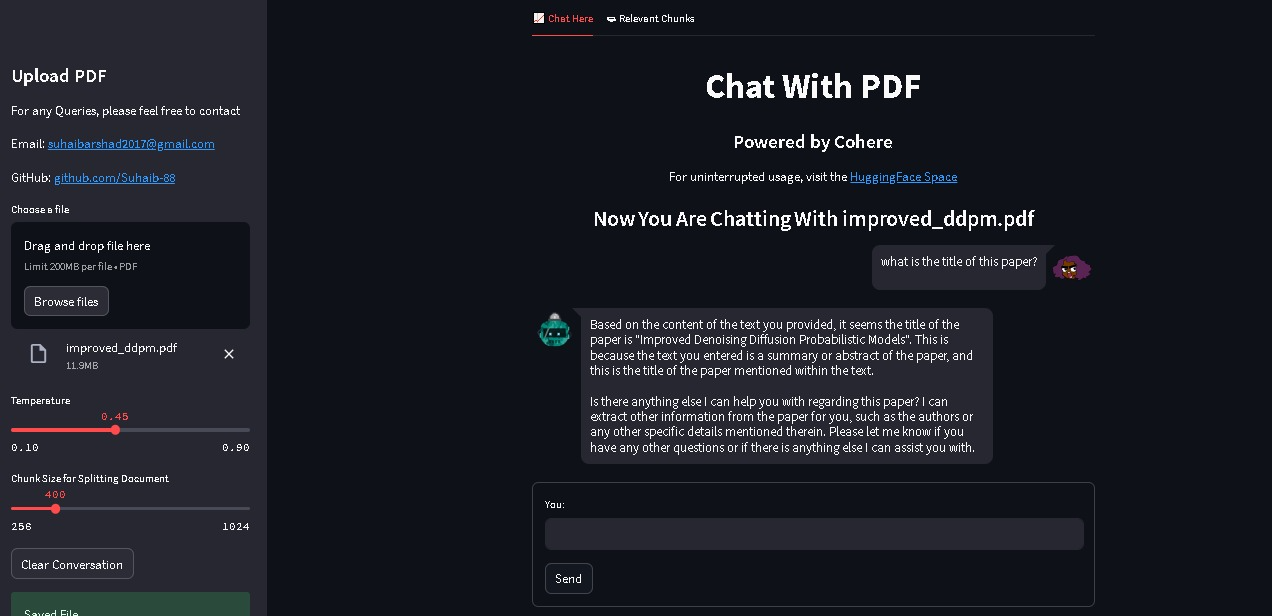 Upload PDF
For any Queries, please feel free to contact
Email: suhaibarshad2017@gmail.com
GitHub: github.com/Suhaib-88
Choose a file
Drag and drop file here
Limit 200MB per file • PDF
Browse files
improved_ddpm.pdf
11.9MB
Temperature
0.45
0.10 0.90
Chunk Size for Splitting Document
400
256 1024
Clear Conversation
Saved File
Chat Here Relevant Chunks
Chat With PDF
Powered by Cohere
For uninterrupted usage, visit the HuggingFace Space
Now You Are Chatting With improved_ddpm.pdf
what is the title of this paper?
Based on the content of the text you provided, it seems the title of the
paper is "Improved Denoising Diffusion Probabilistic Models". This is
because the text you entered is a summary or abstract of the paper, and
this is the title of the paper mentioned within the text.
Is there anything else I can help you with regarding this paper? I can
extract other information from the paper for you, such as the authors or
any other specific details mentioned therein. Please let me know if you
have any other questions or if there is anything else I can assist you with.
You:
Send